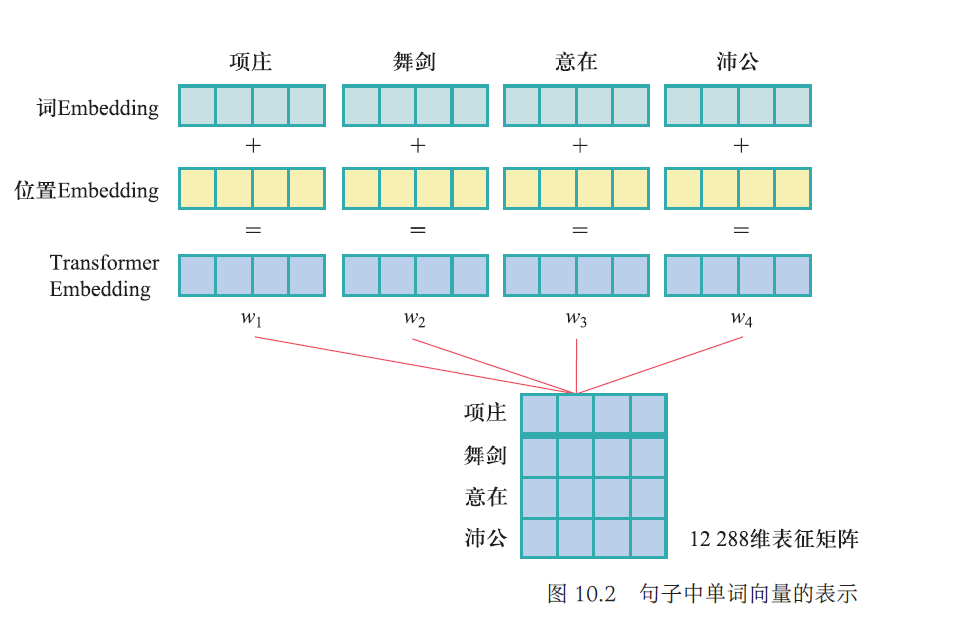 项庄 舞剑 意在 沛公
词Embedding
+ + + +
位置Embedding
= = = =
Transformer
Embedding
w1 w2 w3 w4
项庄
舞剑
意在
沛公
12 288维表征矩阵
图 10.2 句子中单词向量的表示